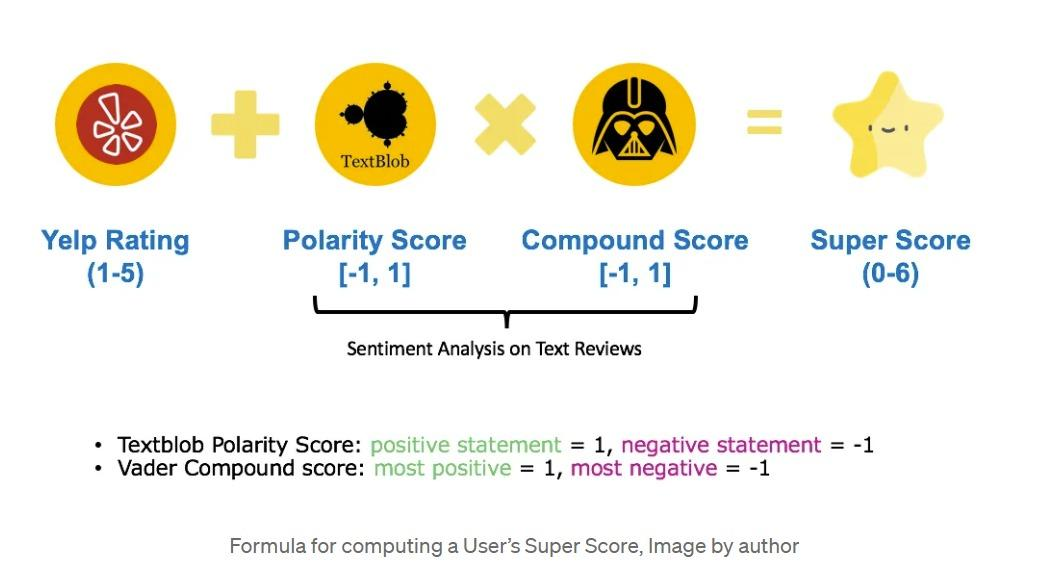 TextBlob
Yelp Rating
(1-5)
Polarity Score
[-1, 1]
Compound Score
[-1, 1]
Super Score
(0-6)
Sentiment Analysis on Text Reviews
• Textblob Polarity Score: positive statement = 1, negative statement = -1
• Vader Compound score: most positive = 1, most negative = -1
Formula for computing a User’s Super Score, Image by author